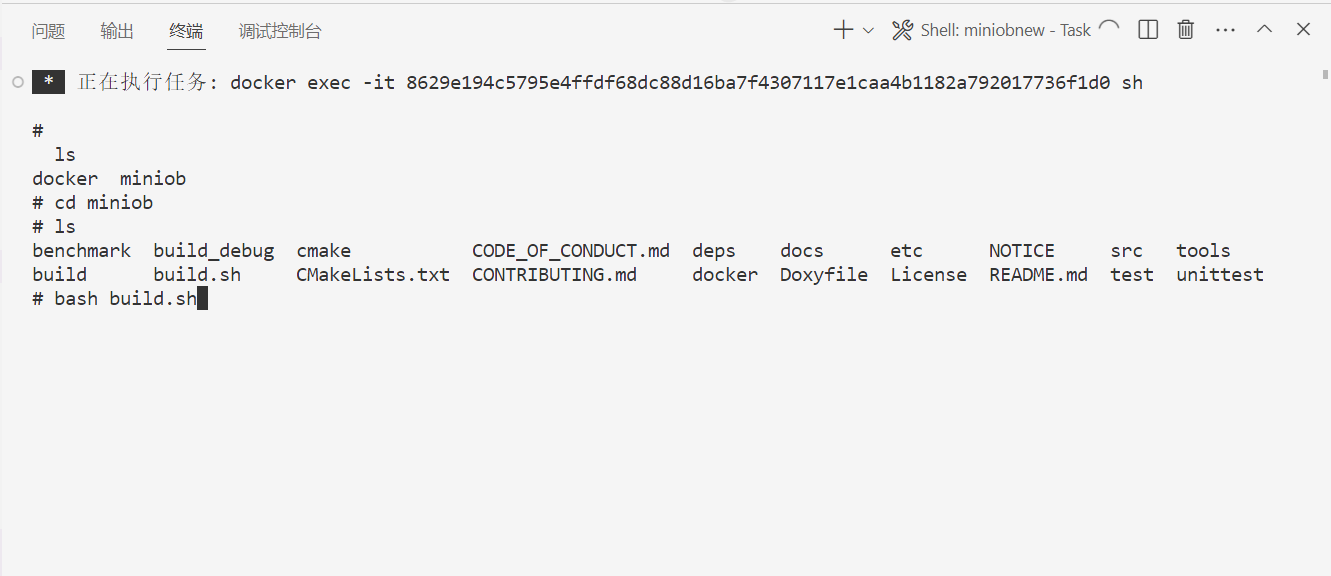 问题 输出 终端 调试控制台 Shell: miniobnew - Task
* 正在执行任务: docker exec -it 8629e194c5795e4ffdf68dc88d16ba7f4307117e1caa4b1182a792017736f1d0 sh
#
ls
docker miniob
# cd miniob
# ls
benchmark build_debug cmake CODE_OF_CONDUCT.md deps docs etc NOTICE src tools
build build.sh CMakeLists.txt CONTRIBUTING.md docker Doxyfile License README.md test unittest
# bash build.sh